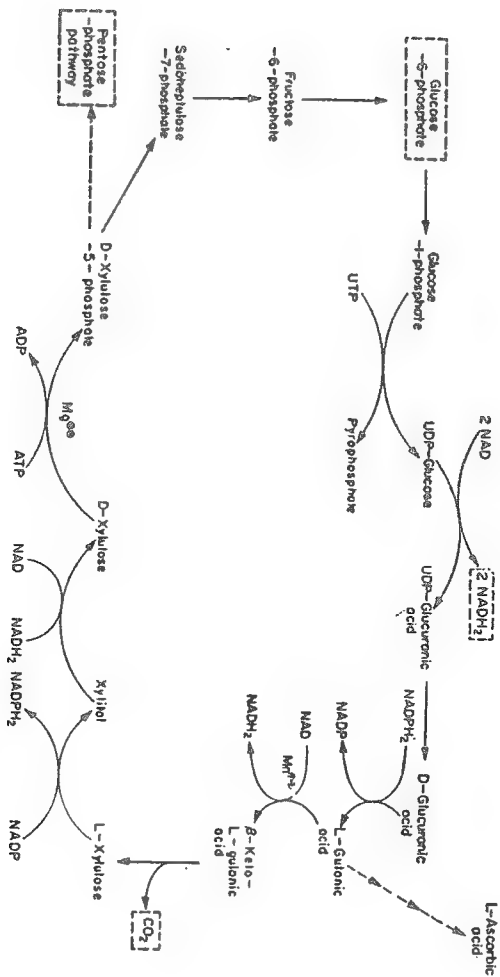 Glucose
-6-phosphate
Glucose
-1-phosphate
UTP
Pyrophosphate
UDP-Glucose
2 NAD
2 NADH₂
UDP-Glucuronic
acid
NADPH₂
NADP
D-Glucuronic
acid
L-Ascorbic
acid
L-Gulonic
acid
NAD
NADH₂
β-Keto-
L-gulonic
acid
CO₂
L-Xylulose
NADP
NADPH₂
Xylitol
NADH₂
NAD
D-Xylulose
ATP
Mg⊕⊕
ADP
D-Xylulose
-5-phosphate
Pentose
-phosphate
pathway
Sedoheptulose
-7-phosphate
Fructose
-6-phosphate